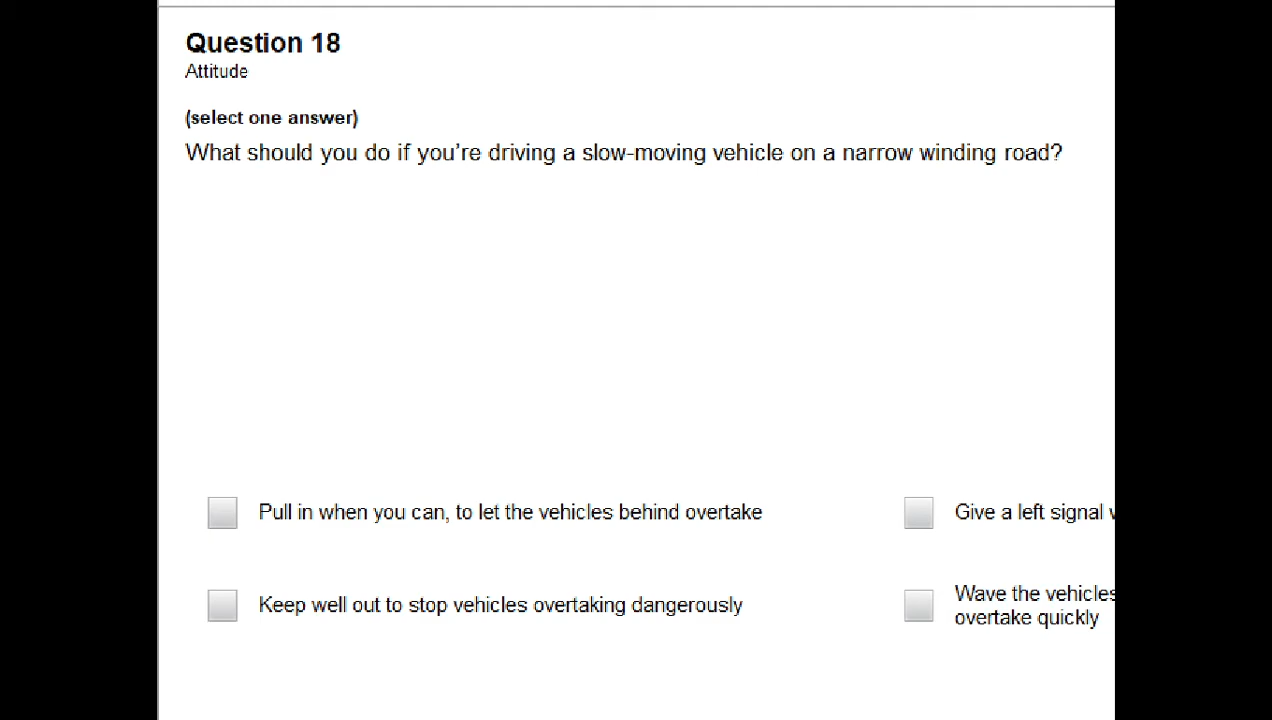 Question 18
Attitude
(select one answer)
What should you do if you're driving a slow-moving vehicle on a narrow winding road?
Pull in when you can, to let the vehicles behind overtake
Give a left signal
Keep well out to stop vehicles overtaking dangerously
Wave the vehicles
overtake quickly